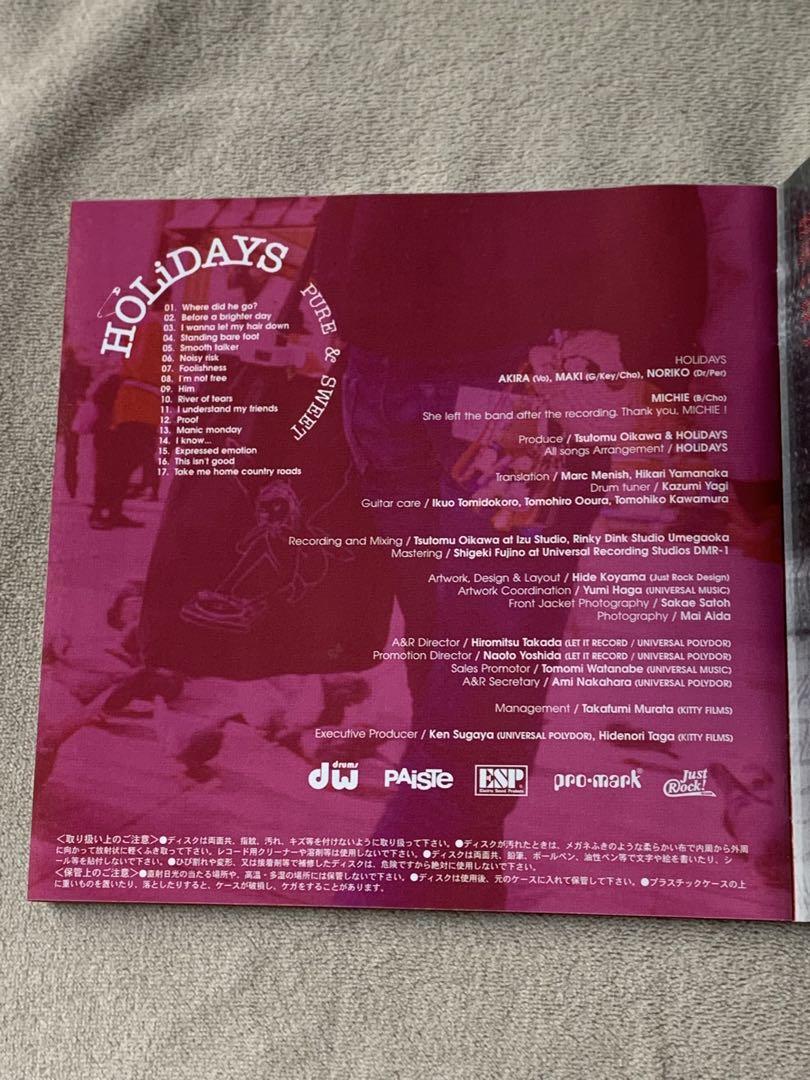 HOLiDAYS
PURE & SWEET
01. Where did he go?
02. Before a brighter day
03. I wanna let my hair down
04. Standing bare foot
05. Smooth talker
06. Noisy risk
07. Foolishness
08. I'm not free
09. Him
10. River of tears
11. I understand my friends
12. Proof
13. Manic monday
14. I know...
15. Expressed emotion
16. This isn't good
17. Take me home country roads
HOLiDAYS
AKIRA (Vo), MAKI (G/Key/Cho), NORIKO (Dr/Per)
MICHIE (B/Cho)
She left the band after the recording. Thank you, MICHIE !
Produce / Tsutomu Oikawa & HOLiDAYS
All songs Arrangement / HOLiDAYS
Translation / Marc Menish, Hikari Yamanaka
Drum tuner / Kazumi Yagi
Guitar care / Ikuo Tomidokoro, Tomohiro Ooura, Tomohiko Kawamura
Recording and Mixing / Tsutomu Oikawa at Izu Studio, Rinky Dink Studio Umegaoka
Mastering / Shigeki Fujino at Universal Recording Studios DMR-1
Artwork, Design & Layout / Hide Koyama (Just Rock Design)
Artwork Coordination / Yumi Haga (UNIVERSAL MUSIC)
Front Jacket Photography / Sakae Satoh
Photography / Mai Aida
A&R Director / Hiromitsu Takada (LET IT RECORD / UNIVERSAL POLYDOR)
Promotion Director / Naoto Yoshida (LET IT RECORD / UNIVERSAL POLYDOR)
Sales Promotor / Tomomi Watanabe (UNIVERSAL MUSIC)
A&R Secretary / Ami Nakahara (UNIVERSAL POLYDOR)
Management / Takafumi Murata (KITTY FILMS)
Executive Producer / Ken Sugaya (UNIVERSAL POLYDOR), Hidenori Taga (KITTY FILMS)
drums dw PAiSTe ESP Electric Sound Products pro·mark Just Rock!
<取り扱い上のご注意>●ディスクは両面共、指紋、汚れ、キズ等を付けないように取り扱って下さい。●ディスクが汚れたときは、メガネふきのような柔らかい布で内周から外周
に向かって放射状に軽くふき取って下さい。レコード用クリーナーや溶剤等は使用しないで下さい。●ディスクは両面共、鉛筆、ボールペン、油性ペン等で文字や絵を書いたり、シ
ール等を貼付しないで下さい。●ひび割れや変形、又は接着剤等で補修したディスクは、危険ですから絶対に使用しないで下さい。
<保管上のご注意>●直射日光の当たる場所や、高温・多湿の場所には保管しないで下さい。●ディスクは使用後、元のケースに入れて保管して下さい。●プラスチックケースの上
に重いものを置いたり、落としたりすると、ケースが破損し、ケガをすることがあります。